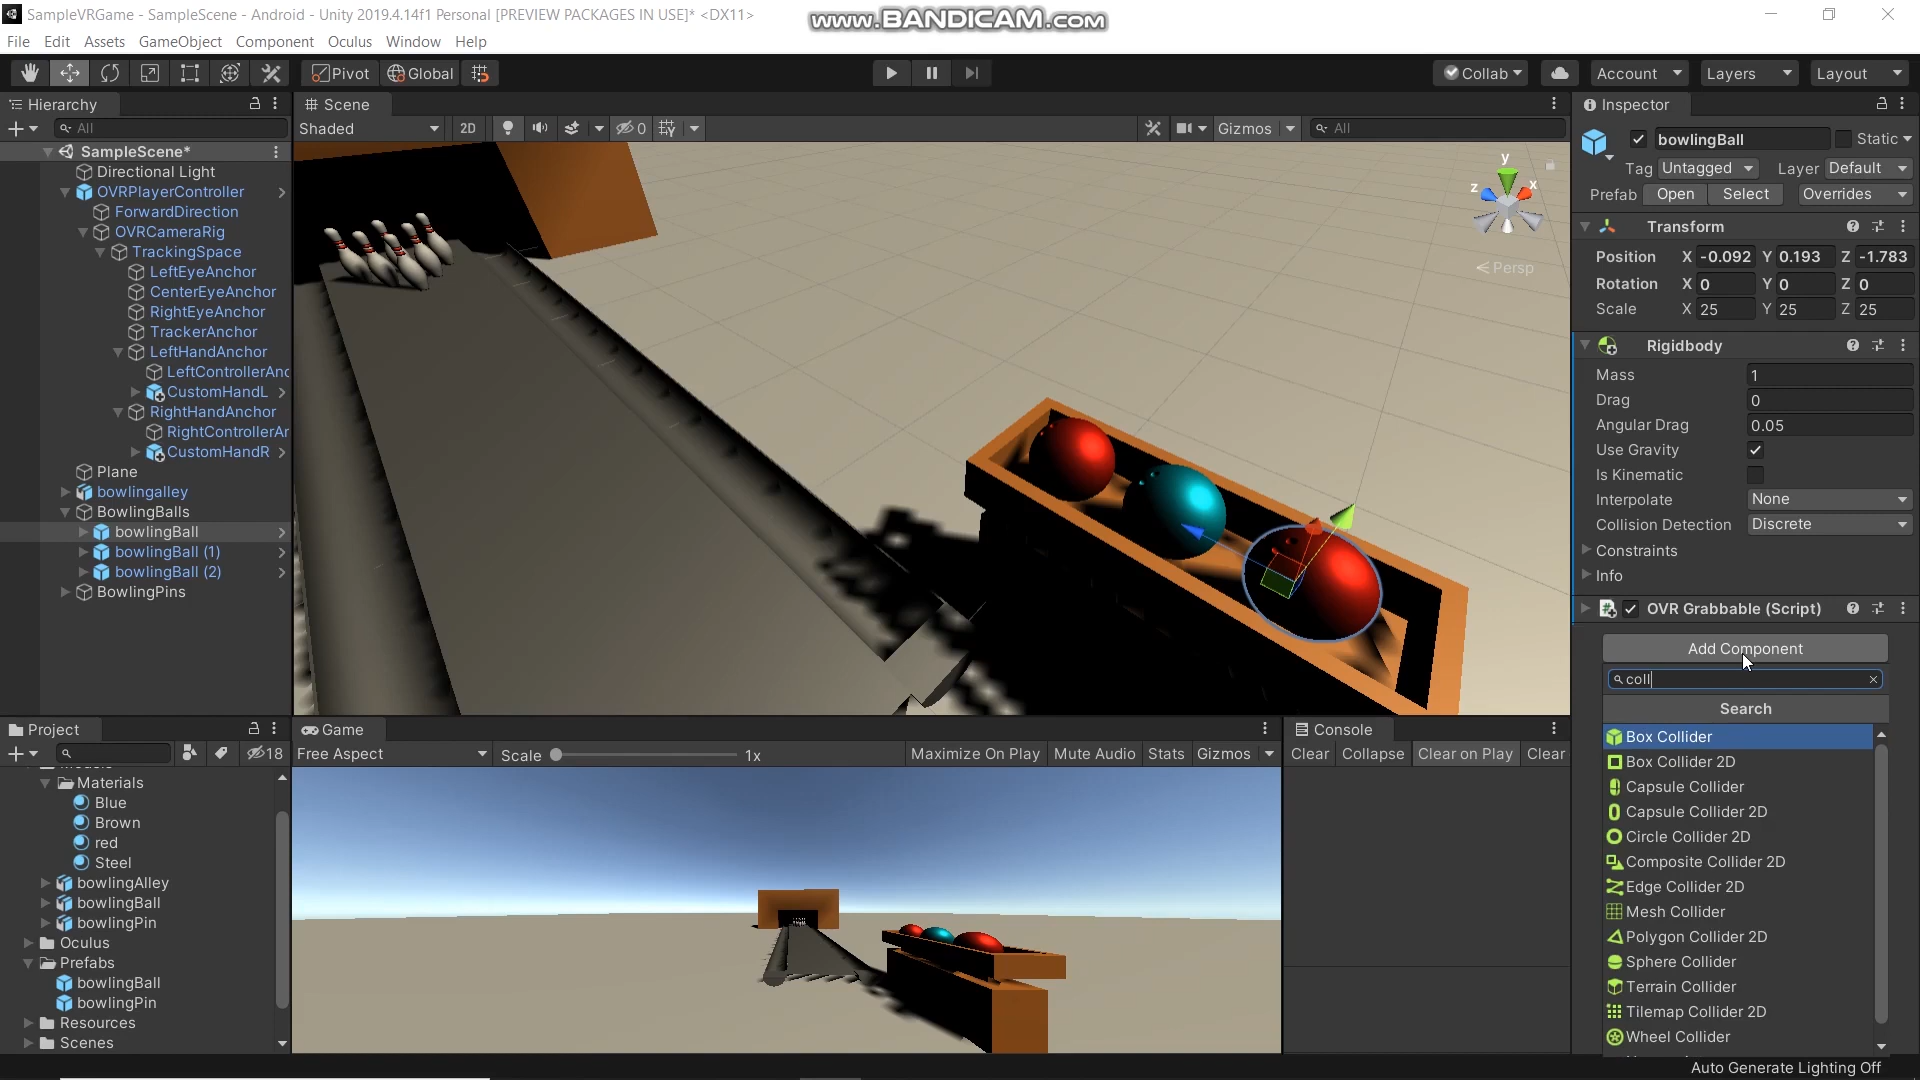 SampleVRGame - SampleScene - Android - Unity 2019.4.14f1 Personal [PREVIEW PACKAGES IN USE]* <DX11>
www.BANDICAM.com
File Edit Assets GameObject Component Oculus Window Help
Pivot Global Collab Account Layers Layout
Hierarchy
All
SampleScene*
Directional Light
OVRPlayerController
ForwardDirection
OVRCameraRig
TrackingSpace
LeftEyeAnchor
CenterEyeAnchor
RightEyeAnchor
TrackerAnchor
LeftHandAnchor
LeftControllerAnc
CustomHandL
RightHandAnchor
RightControllerAr
CustomHandR
Plane
bowlingalley
BowlingBalls
bowlingBall
bowlingBall (1)
bowlingBall (2)
BowlingPins
Scene
Shaded 2D 0 Gizmos All
y
z x
Persp
Inspector
bowlingBall Static
Tag Untagged Layer Default
Prefab Open Select Overrides
Transform
Position X -0.092 Y 0.193 Z -1.783
Rotation X 0 Y 0 Z 0
Scale X 25 Y 25 Z 25
Rigidbody
Mass 1
Drag 0
Angular Drag 0.05
Use Gravity
Is Kinematic
Interpolate None
Collision Detection Discrete
Constraints
Info
OVR Grabbable (Script)
Add Component
coll
Search
Box Collider
Box Collider 2D
Capsule Collider
Capsule Collider 2D
Circle Collider 2D
Composite Collider 2D
Edge Collider 2D
Mesh Collider
Polygon Collider 2D
Sphere Collider
Terrain Collider
Tilemap Collider 2D
Wheel Collider
Project
18
Materials
Blue
Brown
red
Steel
bowlingAlley
bowlingBall
bowlingPin
Oculus
Prefabs
bowlingBall
bowlingPin
Resources
Scenes
Game
Free Aspect Scale 1x Maximize On Play Mute Audio Stats Gizmos
Console
Clear Collapse Clear on Play Clear
Auto Generate Lighting Off